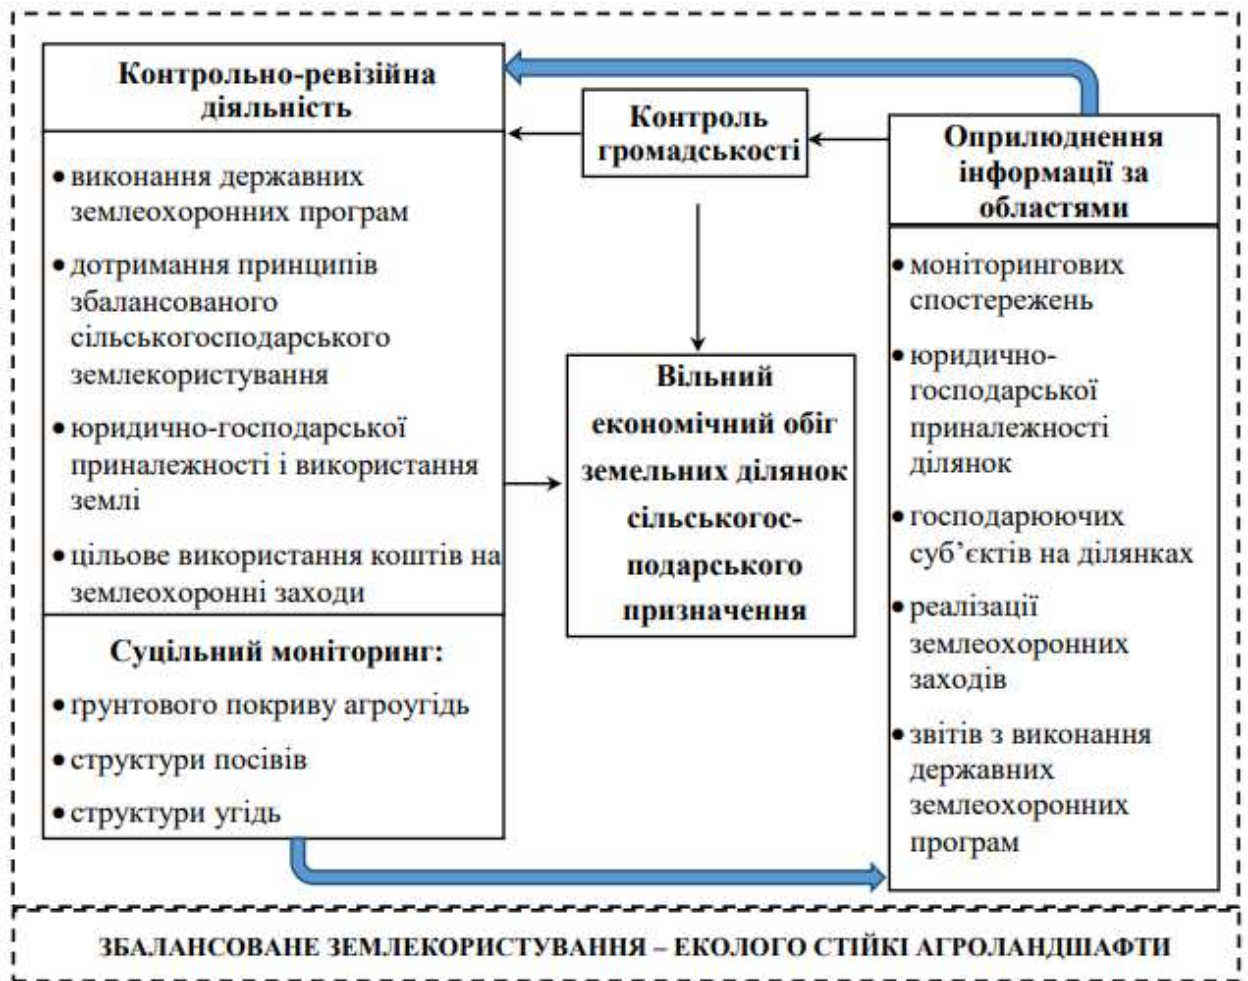 Контрольно-ревізійна
діяльність
• виконання державних
землеохоронних програм
• дотримання принципів
збалансованого
сільськогосподарського
землекористування
• юридично-господарської
приналежності і використання
землі
• цільове використання коштів на
землеохоронні заходи
Суцільний моніторинг:
• ґрунтового покриву агроугідь
• структури посівів
• структури угідь
Контроль
громадськості
Вільний
економічний обіг
земельних ділянок
сільськогос-
подарського
призначення
Оприлюднення
інформації за
областями
• моніторингових
спостережень
• юридично-
господарської
приналежності
ділянок
• господарюючих
суб’єктів на ділянках
• реалізації
землеохоронних
заходів
• звітів з виконання
державних
землеохоронних
програм
ЗБАЛАНСОВАНЕ ЗЕМЛЕКОРИСТУВАННЯ – ЕКОЛОГО СТІЙКІ АГРОЛАНДШАФТИ